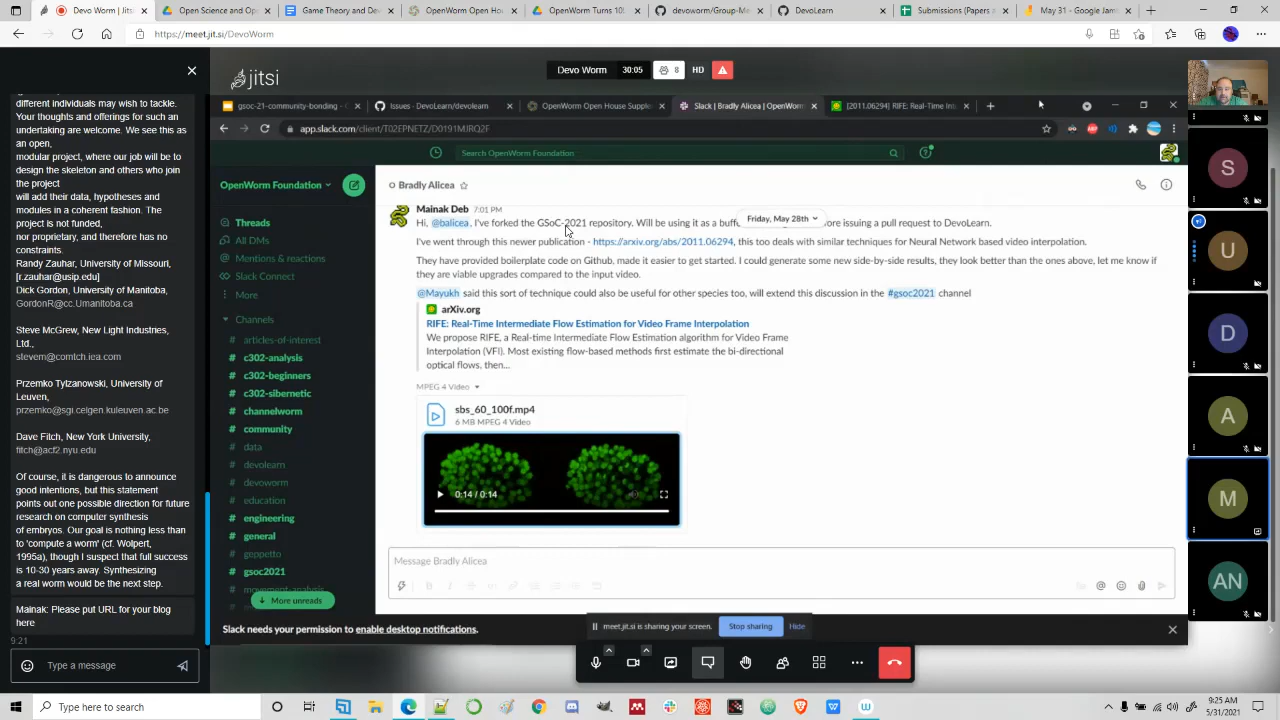 Google Science and Op
Game Theory and De
OpenWorm Open Ho
OpenWorm Turns 10
devoworm/Group-Me
DevoLearn
Submissions (Papers a
May 31 - Google Jam
https://meet.jit.si/DevoWorm
jitsi
Devo Worm
30:05
8
HD
different individuals may wish to tackle.
Your thoughts and offerings for such
an undertaking are welcome. We see this as
an open,
modular project, where our job will be to
design the skeleton and others who join
the project
will add their data, hypotheses and
models in a coherent fashion. The
project is not funded,
nor proprietary, and therefore has no
constraints.
Randy Zauhar, University of Missouri,
[r.zauhar@usip.edu]
Dick Gordon, University of Manitoba,
GordonR@cc.Umanitoba.ca
Steve McGrew, New Light Industries,
Ltd.,
stevem@comtch.iea.com
Przemko Tylzanowski, University of
Leuven,
przemko@sgi.celgen.kuleuven.ac.be
Dave Fitch, New York University,
fitch@acf2.nyu.edu
Of course, it is dangerous to announce
good intentions, but this statement
points out one possible direction for future
research on computer synthesis
of embryos. Our goal is nothing less than
to 'compute a worm' (cf. Wolpert,
1995a), though I suspect that full success
is 10-30 years away. Synthesizing
a real worm would be the next step.
Mainak: Please put URL for your blog
here
9:21
Type a message
gsoc-21-community-bonding -
Issues · DevoLearn/devolearn
OpenWorm Open House Supple
Slack | Bradly Alicea | OpenWorm
[2011.06294] RIFE: Real-Time Int
app.slack.com/client/T02EPNETZ/D0191MJRQ2F
Search OpenWorm Foundation
OpenWorm Foundation
Threads
All DMs
Mentions & reactions
Slack Connect
More
Channels
# articles-of-interest
# c302-analysis
# c302-beginners
# c302-sibernetic
# channelworm
# community
# data
# devolearn
# devoworm
# education
# engineering
# general
# geppetto
# gsoc2021
# movement-analysis
More unreads
Bradly Alicea
Friday, May 28th
Mainak Deb 7:01 PM
Hi, @balicea, I've forked the GSoC-2021 repository. Will be using it as a buff ore issuing a pull request to DevoLearn.
I've went through this newer publication - https://arxiv.org/abs/2011.06294, this too deals with similar techniques for Neural Network based video interpolation.
They have provided boilerplate code on Github, made it easier to get started. I could generate some new side-by-side results, they look better than the ones above, let me know if
they are viable upgrades compared to the input video.
@Mayukh said this sort of technique could also be useful for other species too, will extend this discussion in the #gsoc2021 channel
arXiv.org
RIFE: Real-Time Intermediate Flow Estimation for Video Frame Interpolation
We propose RIFE, a Real-time Intermediate Flow Estimation algorithm for Video Frame
Interpolation (VFI). Most existing flow-based methods first estimate the bi-directional
optical flows, then...
MPEG 4 Video
sbs_60_100f.mp4
6 MB MPEG 4 Video
0:14 / 0:14
Message Bradly Alicea
Slack needs your permission to enable desktop notifications.
meet.jit.si is sharing your screen.
Stop sharing
Hide
S
U
D
A
M
AN
Type here to search
9:25 AM
5/31/2021